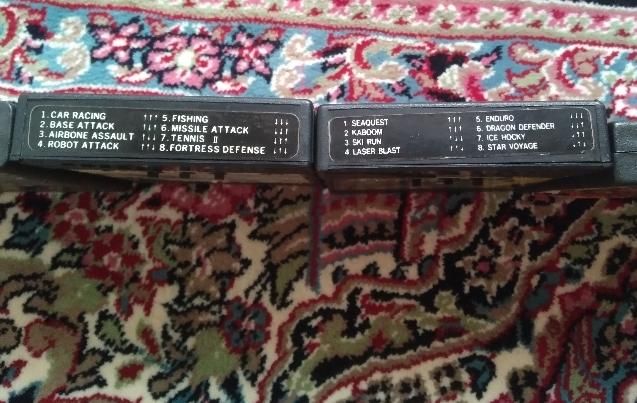 1. CAR RACING ↑↑↑ 5. FISHING ↓↓↓
2. BASE ATTACK 6. MISSILE ATTACK
3. AIRBONE ASSAULT 7. TENNIS II
4. ROBOT ATTACK 8. FORTRESS DEFENSE
1 SEAQUEST 5. ENDURO
2 KABOOM 6. DRAGON DEFENDER
3 SKI RUN 7. ICE HOCKY
4 LASER BLAST 8. STAR VOYAGE